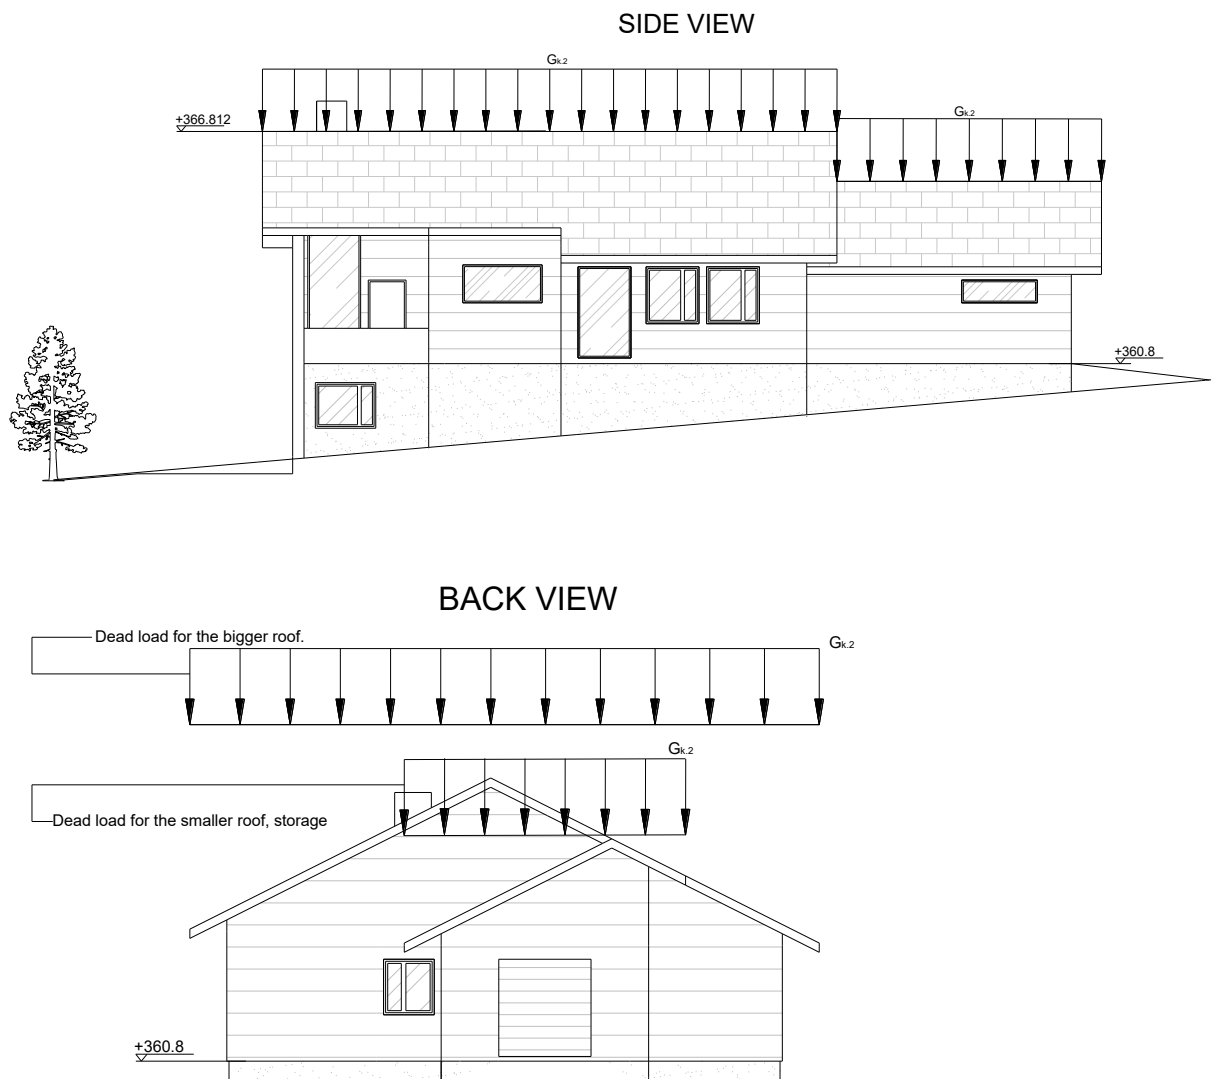 SIDE VIEW
Gk.2
+366.812
Gk.2
+360.8
BACK VIEW
Dead load for the bigger roof.
Gk.2
Gk.2
Dead load for the smaller roof, storage
+360.8